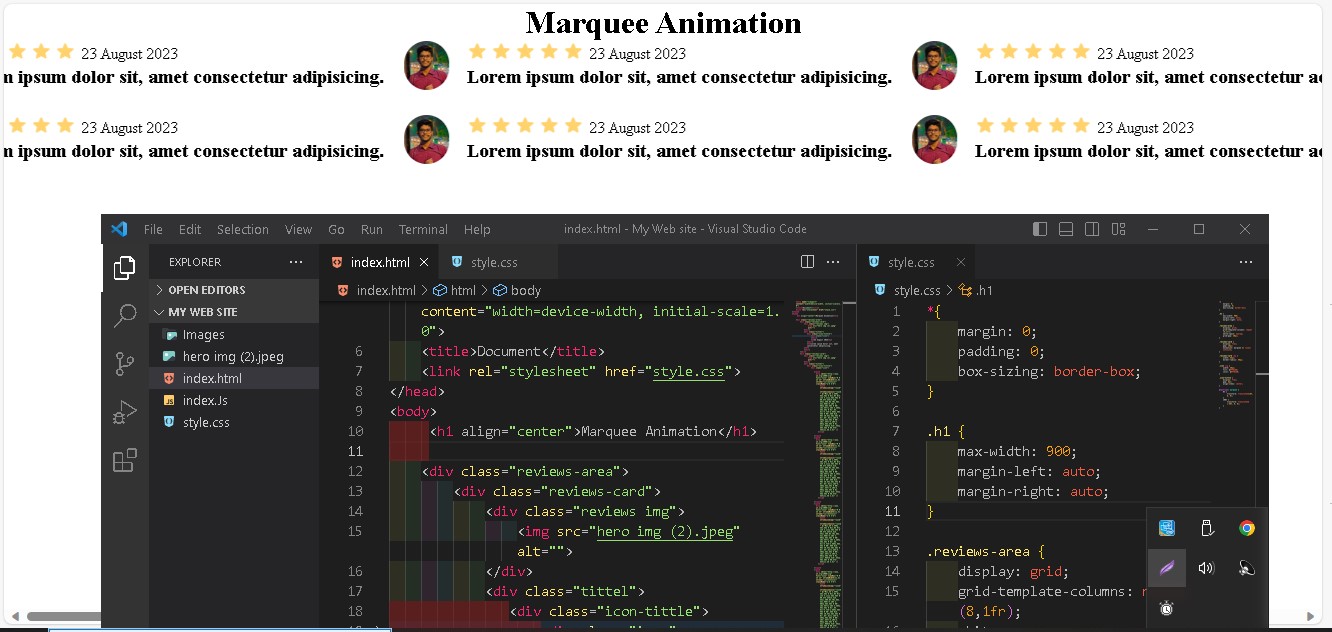 Marquee Animation
23 August 2023 23 August 2023 23 August 2023
m ipsum dolor sit, amet consectetur adipisicing. Lorem ipsum dolor sit, amet consectetur adipisicing. Lorem ipsum dolor sit, amet consectetur
23 August 2023 23 August 2023 23 August 2023
m ipsum dolor sit, amet consectetur adipisicing. Lorem ipsum dolor sit, amet consectetur adipisicing. Lorem ipsum dolor sit, amet consectetur
File Edit Selection View Go Run Terminal Help index.html - My Web site - Visual Studio Code
EXPLORER
OPEN EDITORS
MY WEB SITE
Images
hero img (2).jpeg
index.html
index.Js
style.css
index.html style.css
index.html > html > body
content="width=device-width, initial-scale=1.
0">
6 <title>Document</title>
7 <link rel="stylesheet" href="style.css">
8 </head>
9 <body>
10 <h1 align="center">Marquee Animation</h1>
11
12 <div class="reviews-area">
13 <div class="reviews-card">
14 <div class="reviews img">
15 <img src="hero img (2).jpeg"
alt="">
16 </div>
17 <div class="tittel">
18 <div class="icon-tittle">
style.css
style.css > .h1
1 *{
2 margin: 0;
3 padding: 0;
4 box-sizing: border-box;
5 }
6
7 .h1 {
8 max-width: 900;
9 margin-left: auto;
10 margin-right: auto;
11 }
12
13 .reviews-area {
14 display: grid;
15 grid-template-columns:
(8,1fr);